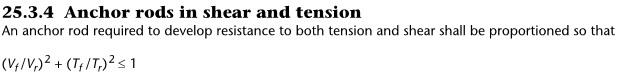 25.3.4 Anchor rods in shear and tension
An anchor rod required to develop resistance to both tension and shear shall be proportioned so that
(Vf/Vr)² + (Tf/Tr)² ≤ 1